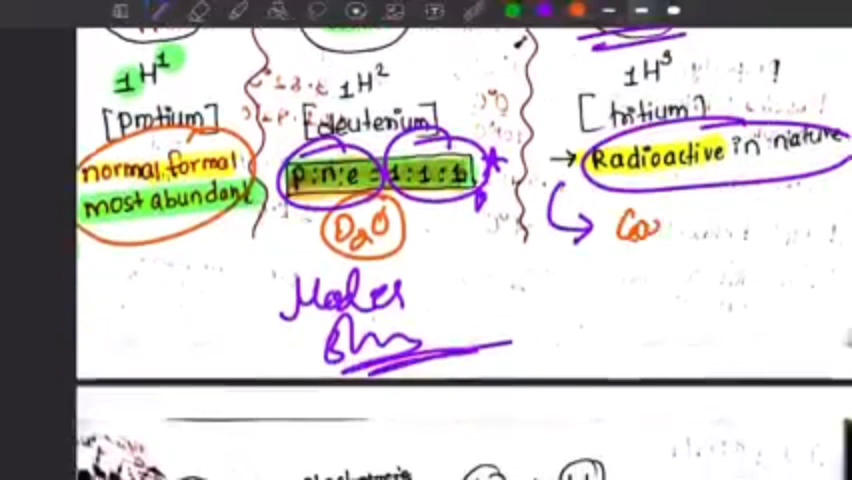 1H1
1H2
1H3
[protium]
[deuterium]
[tritium]
normal formal
most abundant
p:n:e = 1:1:1
→ Radioactive in nature
D2O